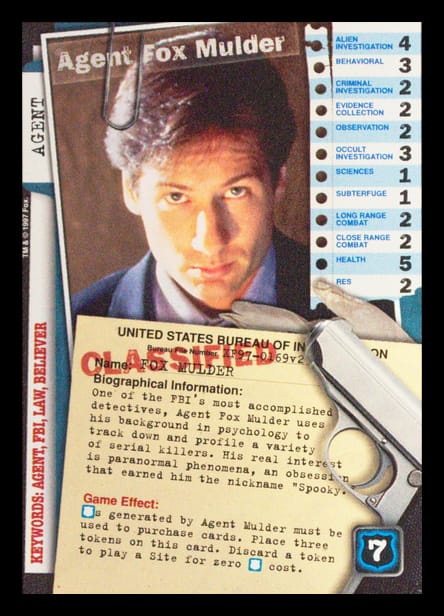 Agent Fox Mulder
AGENT
TM & © 1997 Fox.
KEYWORDS: AGENT, FBI, LAW, BELIEVER
ALIEN
INVESTIGATION 4
BEHAVIORAL 3
CRIMINAL
INVESTIGATION 2
EVIDENCE
COLLECTION 2
OBSERVATION 2
OCCULT
INVESTIGATION 3
SCIENCES 1
SUBTERFUGE 1
LONG RANGE
COMBAT 2
CLOSE RANGE
COMBAT 2
HEALTH 5
RES 2
UNITED STATES BUREAU OF IN ON
Bureau File Number XF97-0169v2
CLASSIFIED
Name: FOX MULDER
Biographical Information:
One of the FBI's most accomplished
detectives, Agent Fox Mulder uses
his background in psychology to
track down and profile a variety
of serial killers. His real interest
is paranormal phenomena, an obsession
that earned him the nickname "Spooky."
Game Effect:
s generated by Agent Mulder must be
used to purchase cards. Place three
tokens on this card. Discard a token
to play a Site for zero cost.
7